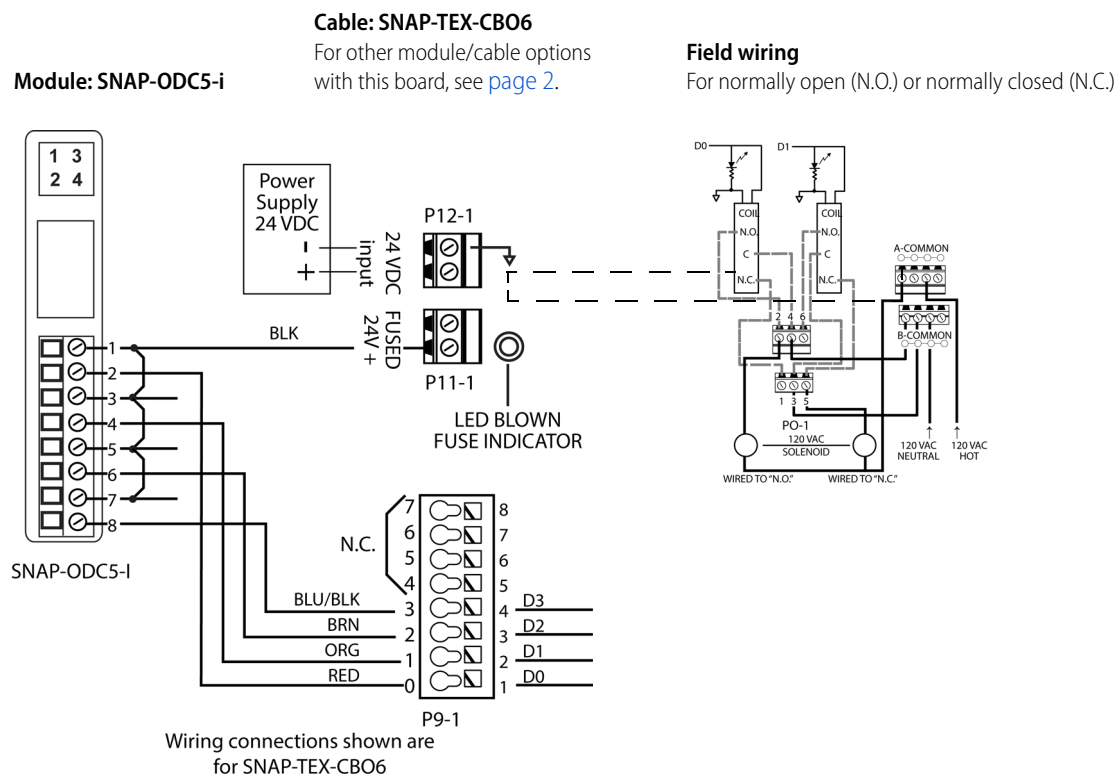 Module: SNAP-ODC5-i
Cable: SNAP-TEX-CBO6
For other module/cable options
with this board, see page 2.
Field wiring
For normally open (N.O.) or normally closed (N.C.)
1 3
2 4
1
2
3
4
5
6
7
8
SNAP-ODC5-I
Power
Supply
24 VDC
-
+
24 VDC
input
P12-1
FUSED
24V +
P11-1
BLK
LED BLOWN
FUSE INDICATOR
N.C.
7
6
5
4
3
2
1
0
8
7
6
5
4
3
2
1
BLU/BLK
BRN
ORG
RED
D3
D2
D1
D0
P9-1
Wiring connections shown are
for SNAP-TEX-CBO6
D0
D1
COIL
N.O.
C
N.C.
COIL
N.O.
C
N.C.
A-COMMON
B-COMMON
2 4 6
1 3 5
PO-1
120 VAC
SOLENOID
120 VAC
NEUTRAL
120 VAC
HOT
WIRED TO "N.O."
WIRED TO "N.C."